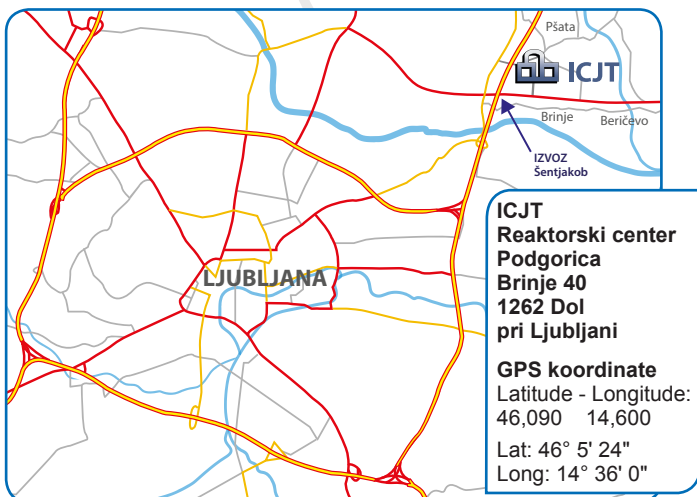 Pšata
ICJT
Brinje
Beričevo
IZVOZ
Šentjakob
LJUBLJANA
ICJT
Reaktorski center
Podgorica
Brinje 40
1262 Dol
pri Ljubljani
GPS koordinate
Latitude - Longitude:
46,090 14,600
Lat: 46° 5' 24"
Long: 14° 36' 0"